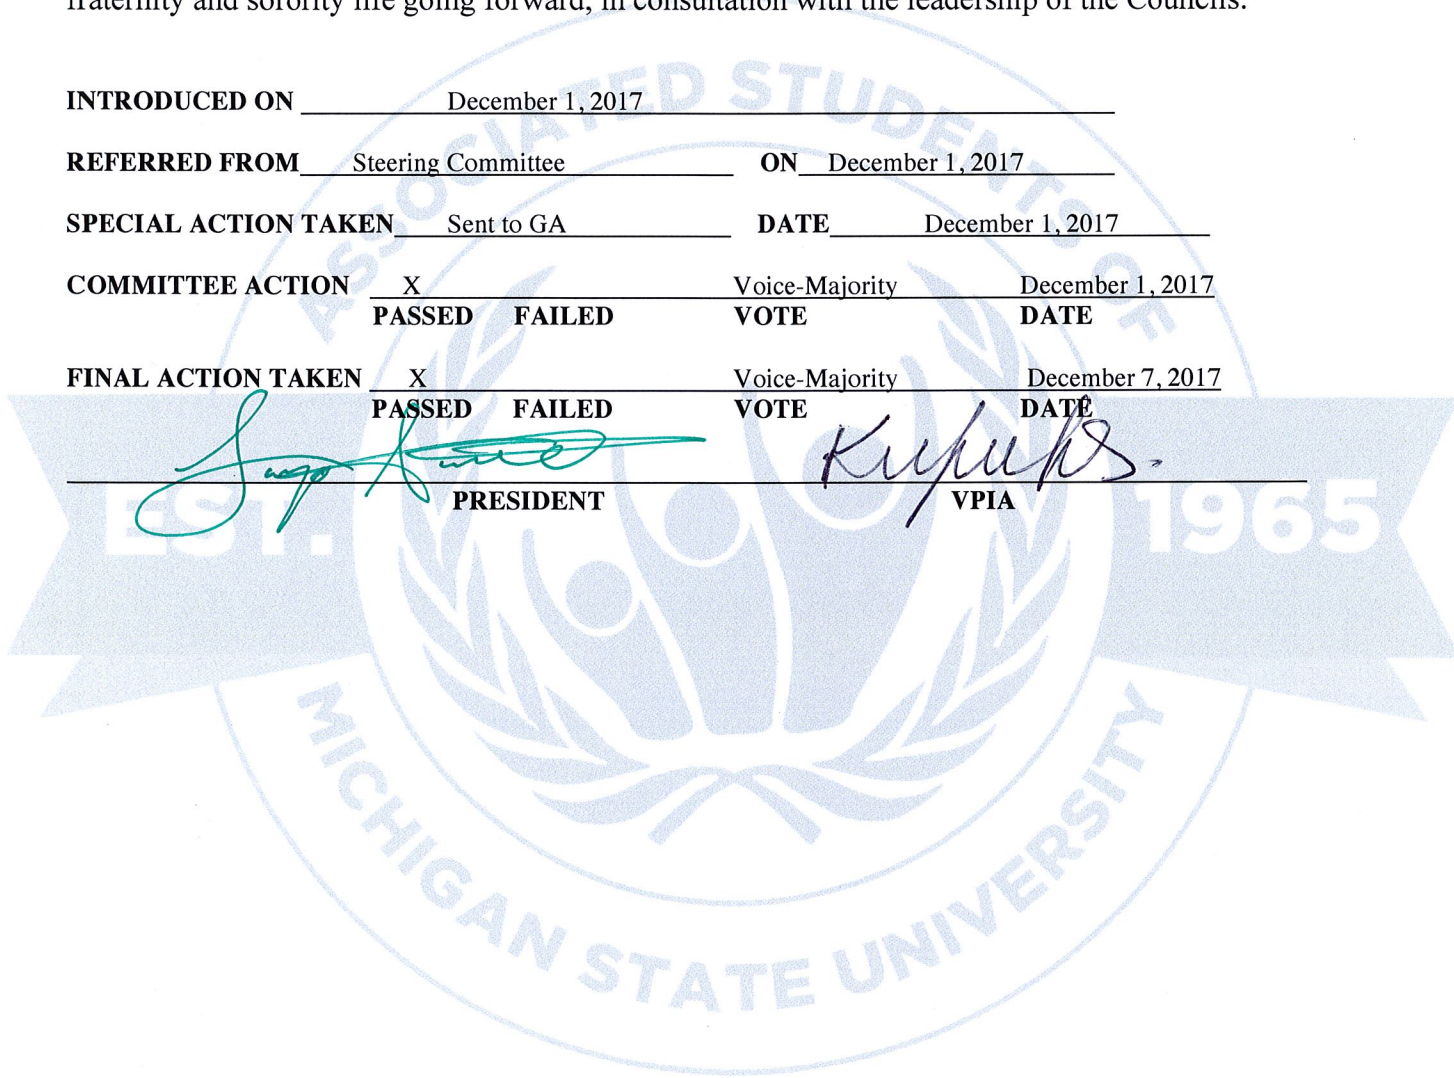 fraternity and sorority life going forward, in consultation with the leadership of the Councils.
ASSOCIATED STUDENTS OF
INTRODUCED ON December 1, 2017
REFERRED FROM Steering Committee ON December 1, 2017
SPECIAL ACTION TAKEN Sent to GA DATE December 1, 2017
COMMITTEE ACTION X Voice-Majority December 1, 2017
PASSED FAILED VOTE DATE
FINAL ACTION TAKEN X Voice-Majority December 7, 2017
PASSED FAILED VOTE DATE
PRESIDENT VPIA
EST. 1965
MICHIGAN STATE UNIVERSITY